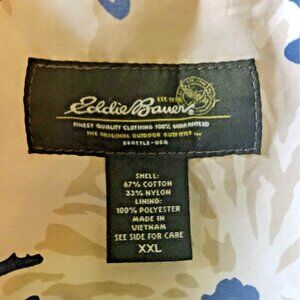 EST. 1920
Eddie Bauer
FINEST QUALITY CLOTHING 100% GUARANTEED
THE ORIGINAL OUTDOOR OUTFITTER™
SEATTLE-USA
SHELL:
67% COTTON
33% NYLON
LINING:
100% POLYESTER
MADE IN
VIETNAM
SEE SIDE FOR CARE
XXL